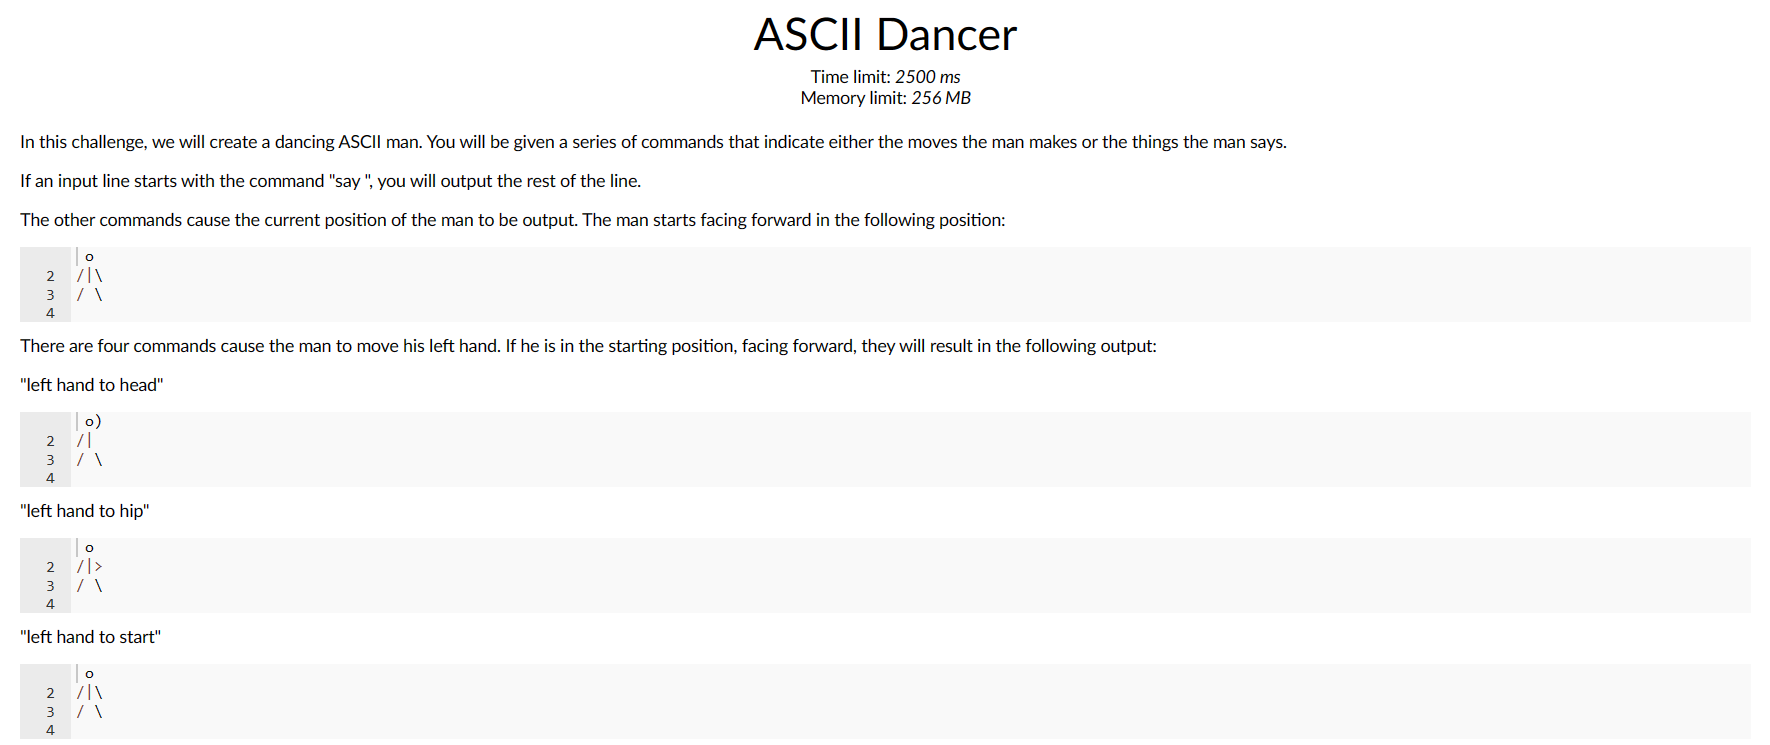 ASCII Dancer
Time limit: 2500 ms
Memory limit: 256 MB
In this challenge, we will create a dancing ASCII man. You will be given a series of commands that indicate either the moves the man makes or the things the man says.
If an input line starts with the command "say ", you will output the rest of the line.
The other commands cause the current position of the man to be output. The man starts facing forward in the following position:
 o
2 /|\
3 / \
4
There are four commands cause the man to move his left hand. If he is in the starting position, facing forward, they will result in the following output:
"left hand to head"
 o)
2 /|
3 / \
4
"left hand to hip"
 o
2 /|>
3 / \
4
"left hand to start"
 o
2 /|\
3 / \
4